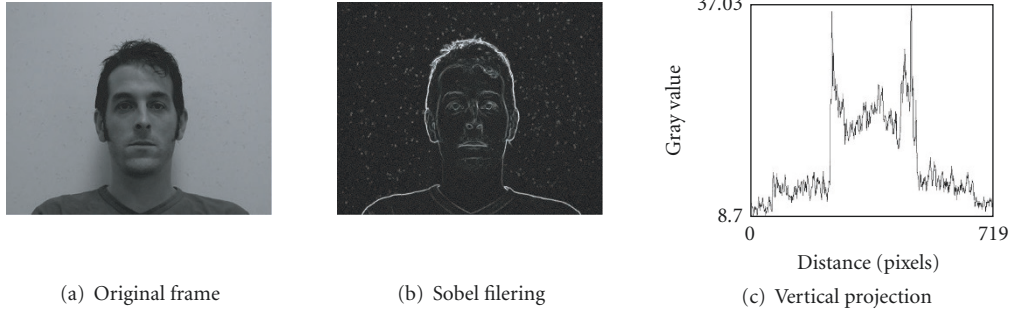 37.03
Gray value
8.7
0
719
Distance (pixels)
(a) Original frame
(b) Sobel filering
(c) Vertical projection